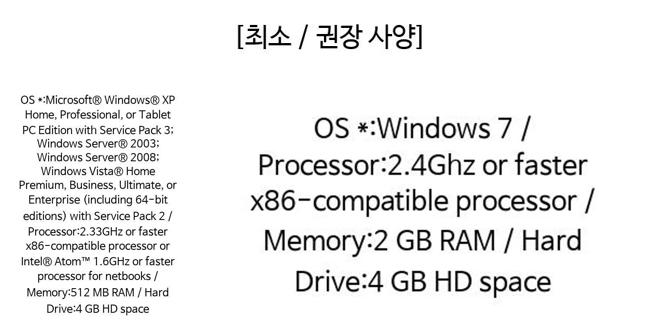 [최소 / 권장 사양]
OS *:Microsoft® Windows® XP
Home, Professional, or Tablet
PC Edition with Service Pack 3;
Windows Server® 2003;
Windows Server® 2008;
Windows Vista® Home
Premium, Business, Ultimate, or
Enterprise (including 64-bit
editions) with Service Pack 2 /
Processor:2.33GHz or faster
x86-compatible processor or
Intel® Atom™ 1.6GHz or faster
processor for netbooks /
Memory:512 MB RAM / Hard
Drive:4 GB HD space
OS *:Windows 7 /
Processor:2.4Ghz or faster
x86-compatible processor /
Memory:2 GB RAM / Hard
Drive:4 GB HD space